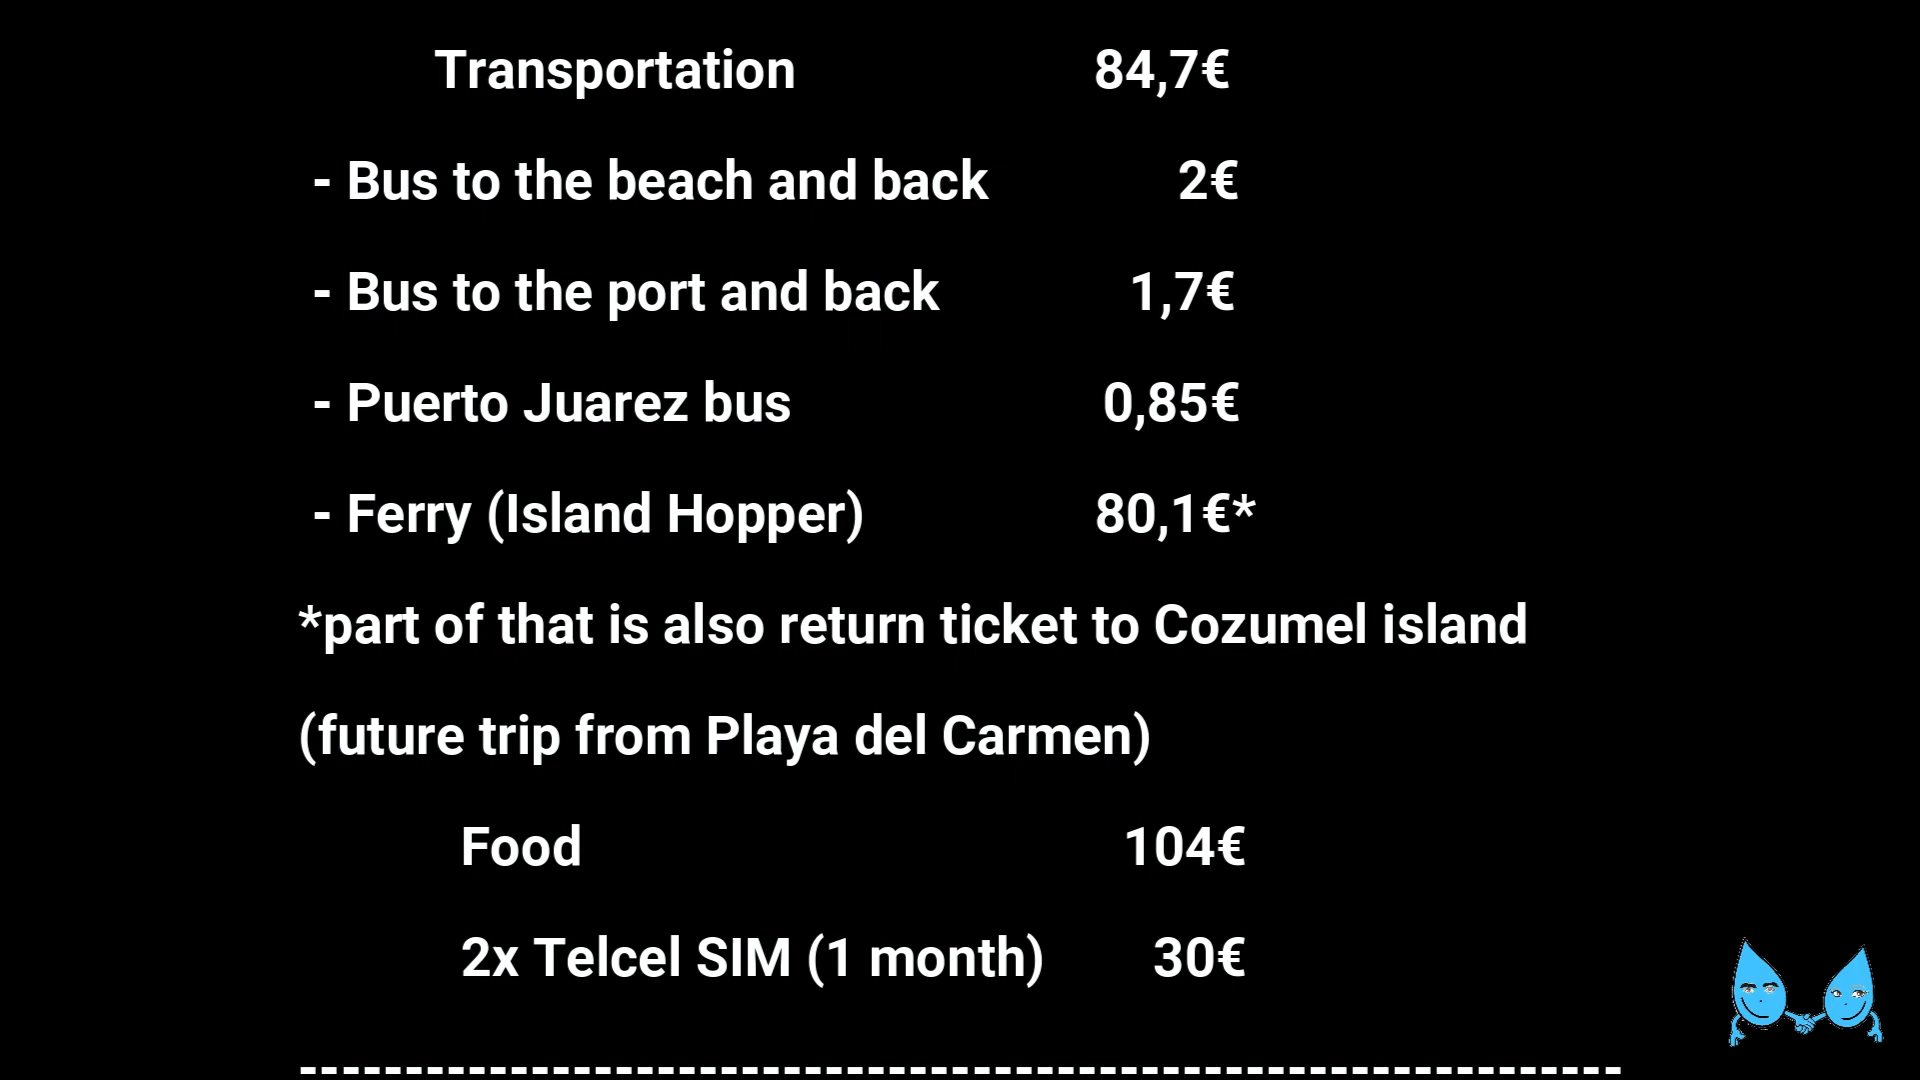 Transportation 84,7€
- Bus to the beach and back 2€
- Bus to the port and back 1,7€
- Puerto Juarez bus 0,85€
- Ferry (Island Hopper) 80,1€*
*part of that is also return ticket to Cozumel island
(future trip from Playa del Carmen)
Food 104€
2x Telcel SIM (1 month) 30€
-----------------------------------------------